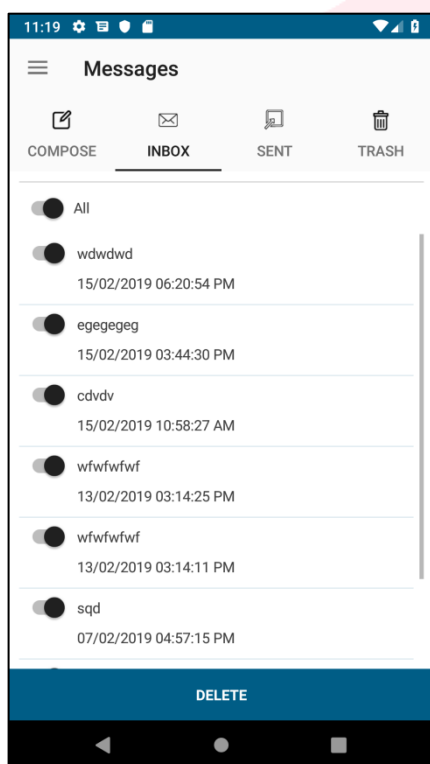 11:19
Messages
COMPOSE INBOX SENT TRASH
All
wdwdwd
15/02/2019 06:20:54 PM
egegegeg
15/02/2019 03:44:30 PM
cdvdv
15/02/2019 10:58:27 AM
wfwfwfwf
13/02/2019 03:14:25 PM
wfwfwfwf
13/02/2019 03:14:11 PM
sqd
07/02/2019 04:57:15 PM
DELETE